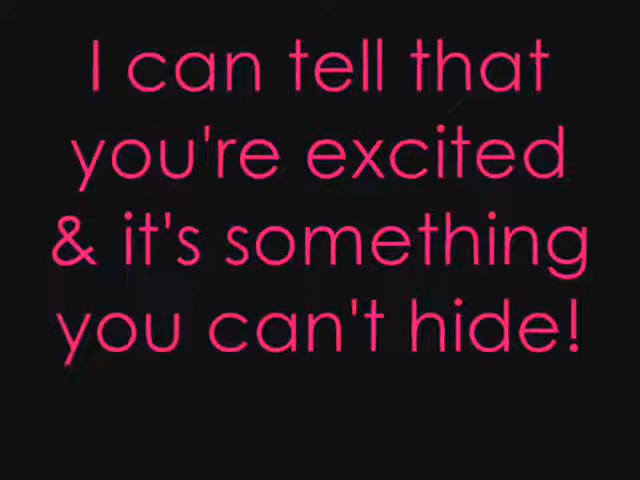 I can tell that
you're excited
& it's something
you can't hide!